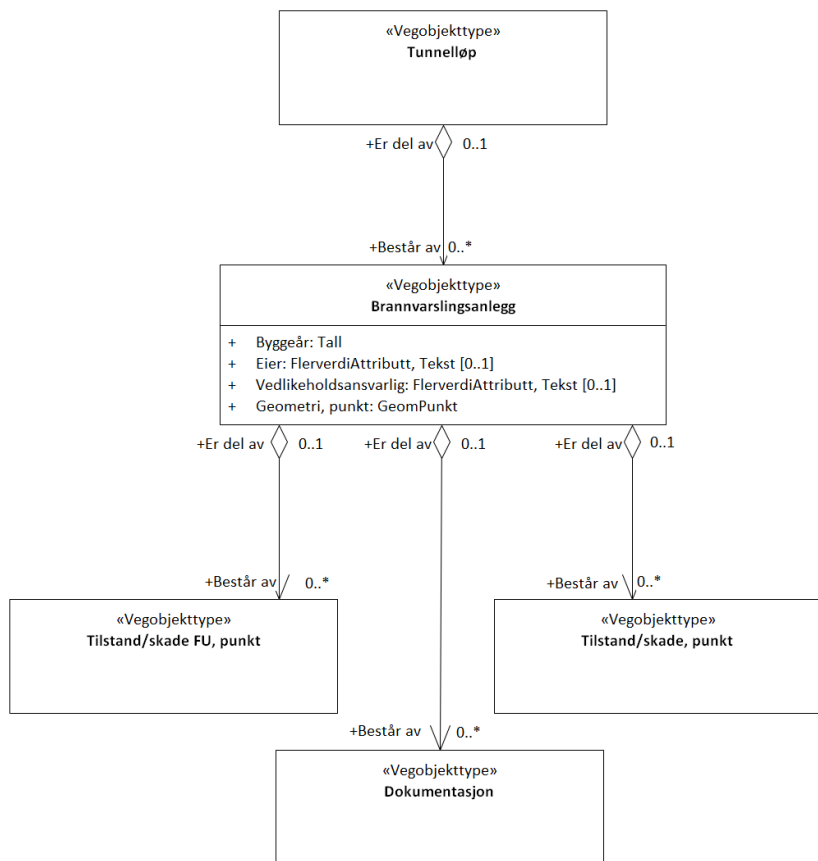 «Vegobjekttype»
Tunnelløp
+Er del av 0..1
+Består av 0..*
«Vegobjekttype»
Brannvarslingsanlegg
+ Byggeår: Tall
+ Eier: FlerverdiAttributt, Tekst [0..1]
+ Vedlikeholdsansvarlig: FlerverdiAttributt, Tekst [0..1]
+ Geometri, punkt: GeomPunkt
+Er del av 0..1 +Er del av 0..1 +Er del av 0..1
+Består av 0..* +Består av 0..*
«Vegobjekttype» «Vegobjekttype»
Tilstand/skade FU, punkt Tilstand/skade, punkt
+Består av 0..*
«Vegobjekttype»
Dokumentasjon